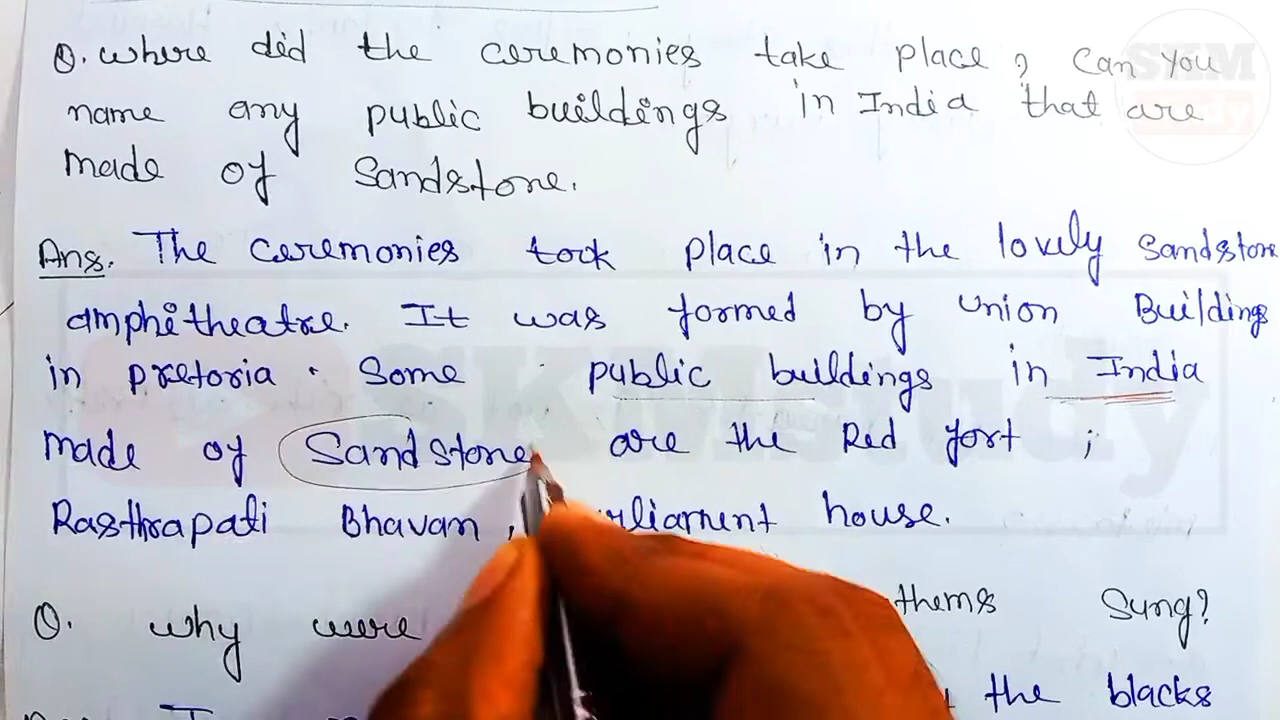 Q. where did the ceremonies take place? Can you
name any public buildings in India that are
made of Sandstone.
Ans. The ceremonies took place in the lovely Sandstone
amphitheatre. It was formed by Union Buildings
in pretoria. Some public buildings in India
made of Sandstone are the Red fort ;
Rasthrapati Bhavan, house.
Q. why were Sung?
the blacks
SKMstudy